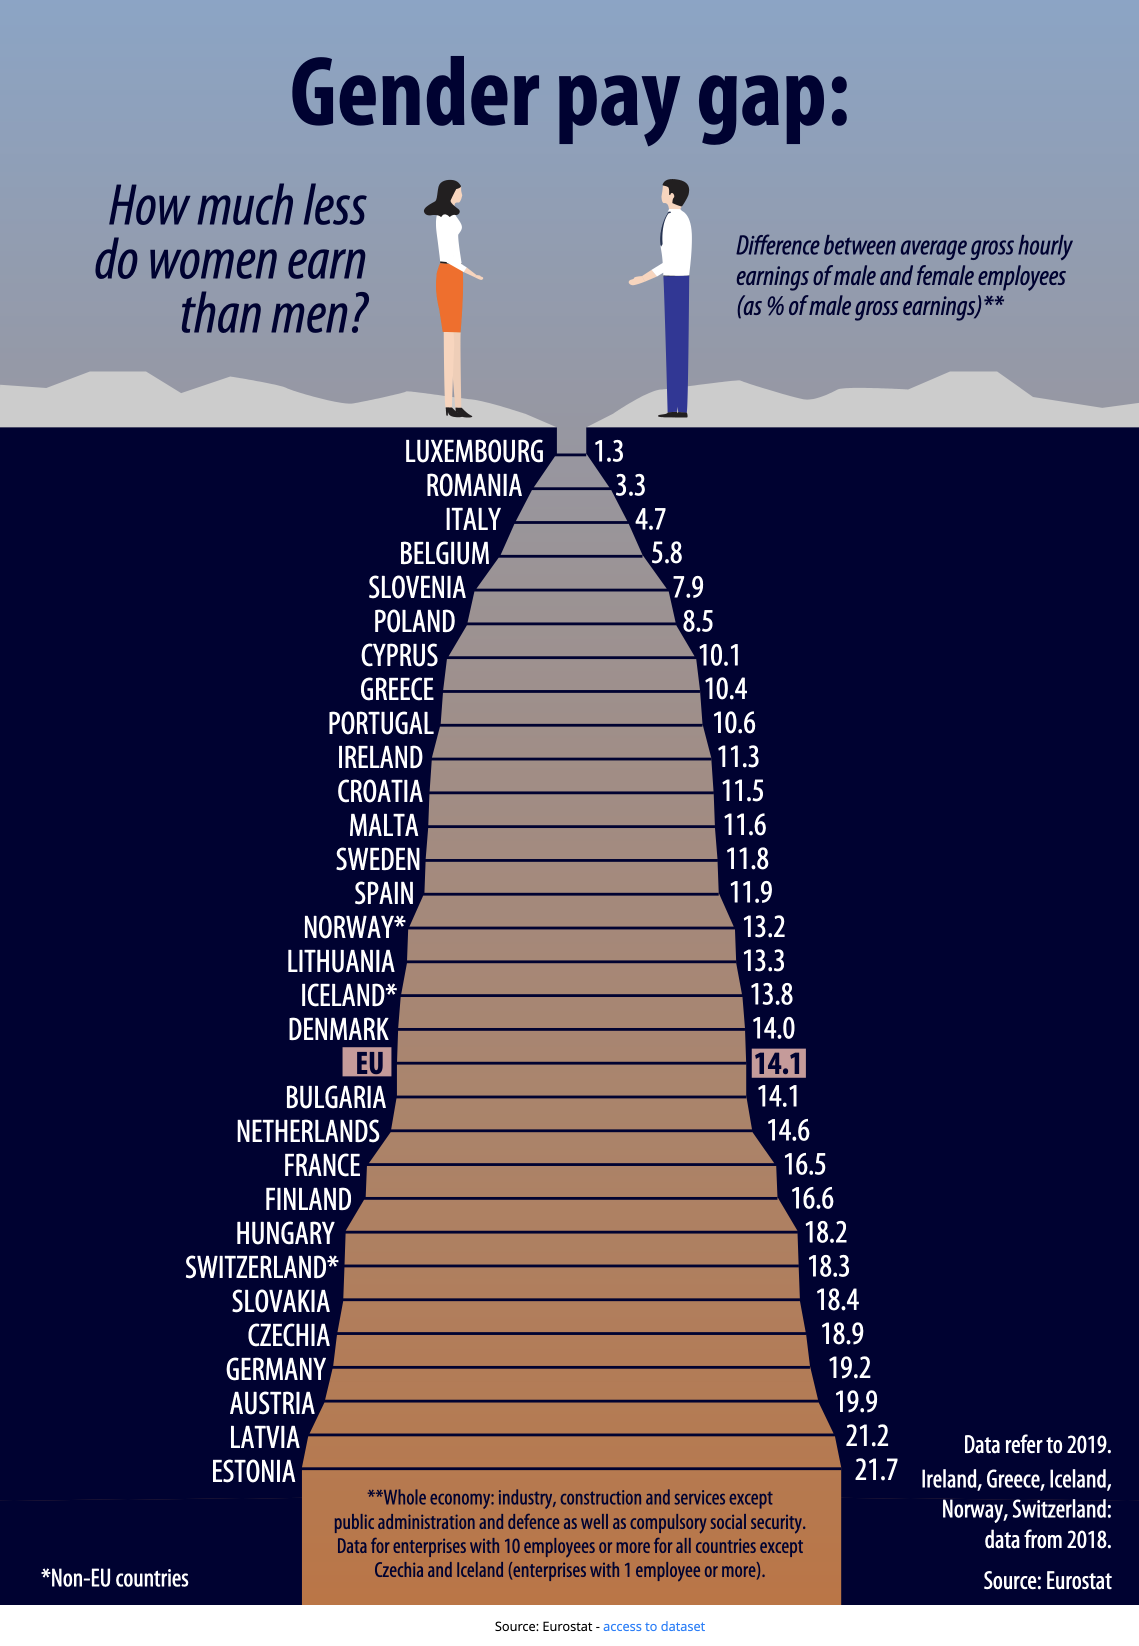 Gender pay gap:
How much less
do women earn
than men?
Difference between average gross hourly
earnings of male and female employees
(as % of male gross earnings)**
LUXEMBOURG 1.3
ROMANIA 3.3
ITALY 4.7
BELGIUM 5.8
SLOVENIA 7.9
POLAND 8.5
CYPRUS 10.1
GREECE 10.4
PORTUGAL 10.6
IRELAND 11.3
CROATIA 11.5
MALTA 11.6
SWEDEN 11.8
SPAIN 11.9
NORWAY* 13.2
LITHUANIA 13.3
ICELAND* 13.8
DENMARK 14.0
EU 14.1
BULGARIA 14.1
NETHERLANDS 14.6
FRANCE 16.5
FINLAND 16.6
HUNGARY 18.2
SWITZERLAND* 18.3
SLOVAKIA 18.4
CZECHIA 18.9
GERMANY 19.2
AUSTRIA 19.9
LATVIA 21.2
ESTONIA 21.7
**Whole economy: industry, construction and services except
public administration and defence as well as compulsory social security.
Data for enterprises with 10 employees or more for all countries except
Czechia and Iceland (enterprises with 1 employee or more).
Data refer to 2019.
Ireland, Greece, Iceland,
Norway, Switzerland:
data from 2018.
*Non-EU countries
Source: Eurostat
Source: Eurostat - access to dataset